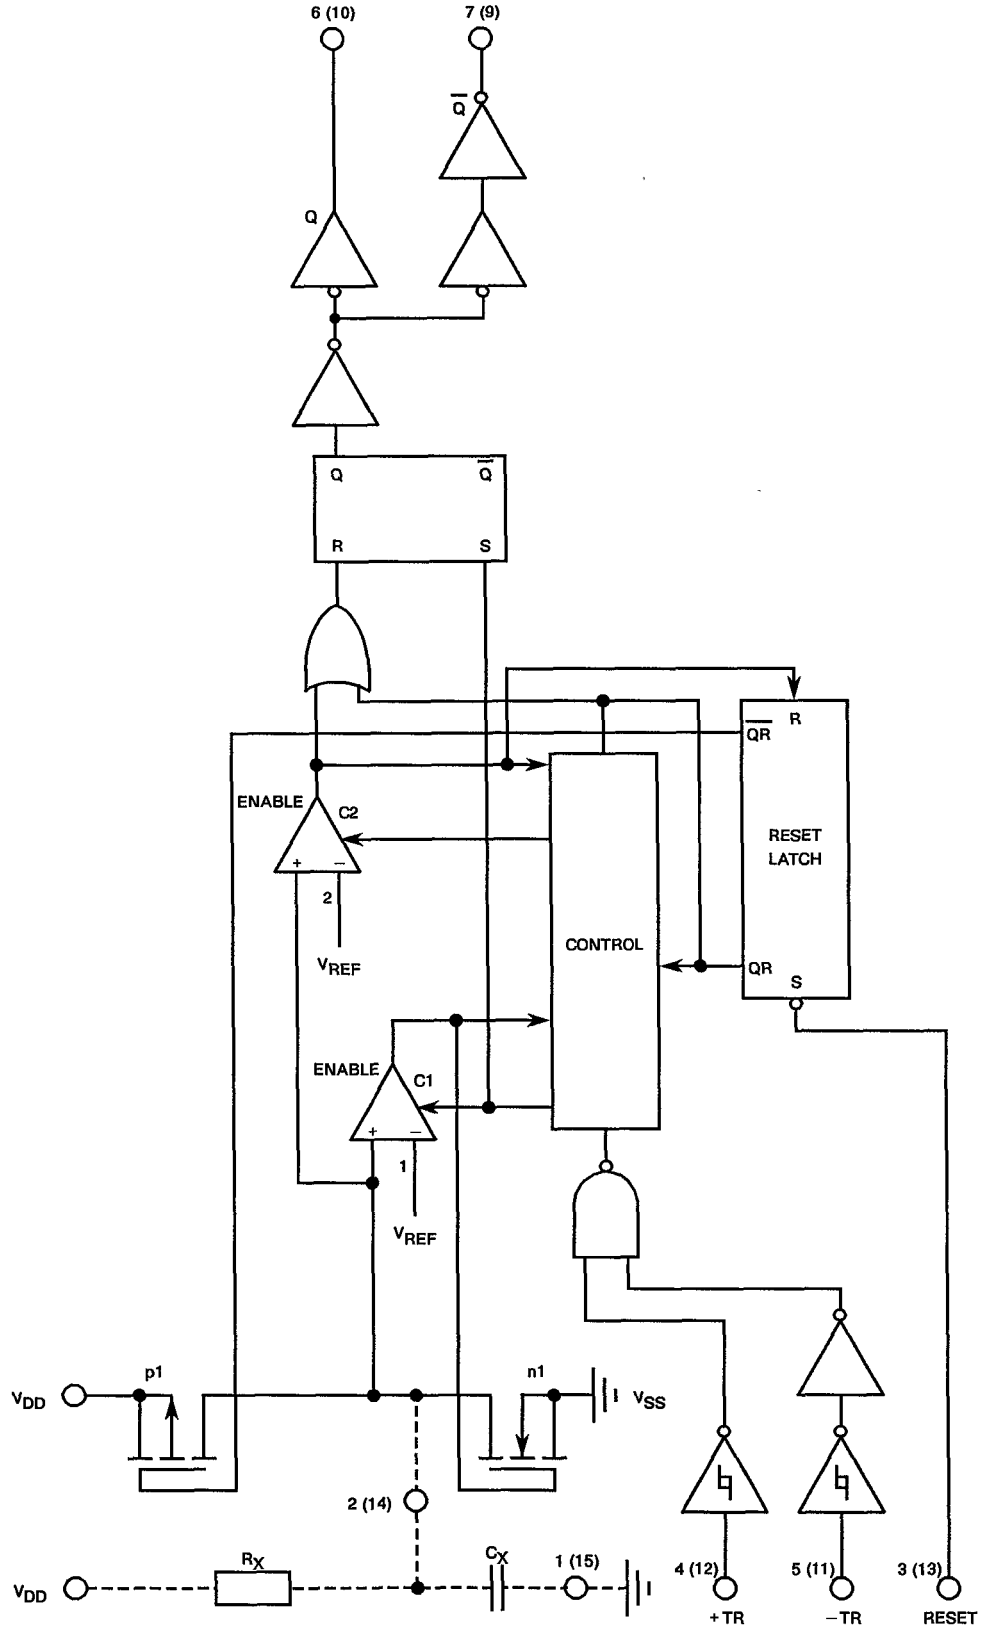 6 (10)
7 (9)
Q̅
Q
Q
Q̅
R
S
R
Q̅R̅
ENABLE
C2
+
−
2
VREF
RESET
LATCH
CONTROL
QR
S
ENABLE
C1
+
−
1
VREF
p1
n1
VDD
VSS
2 (14)
RX
CX
1 (15)
VDD
4 (12)
5 (11)
3 (13)
+TR
−TR
RESET